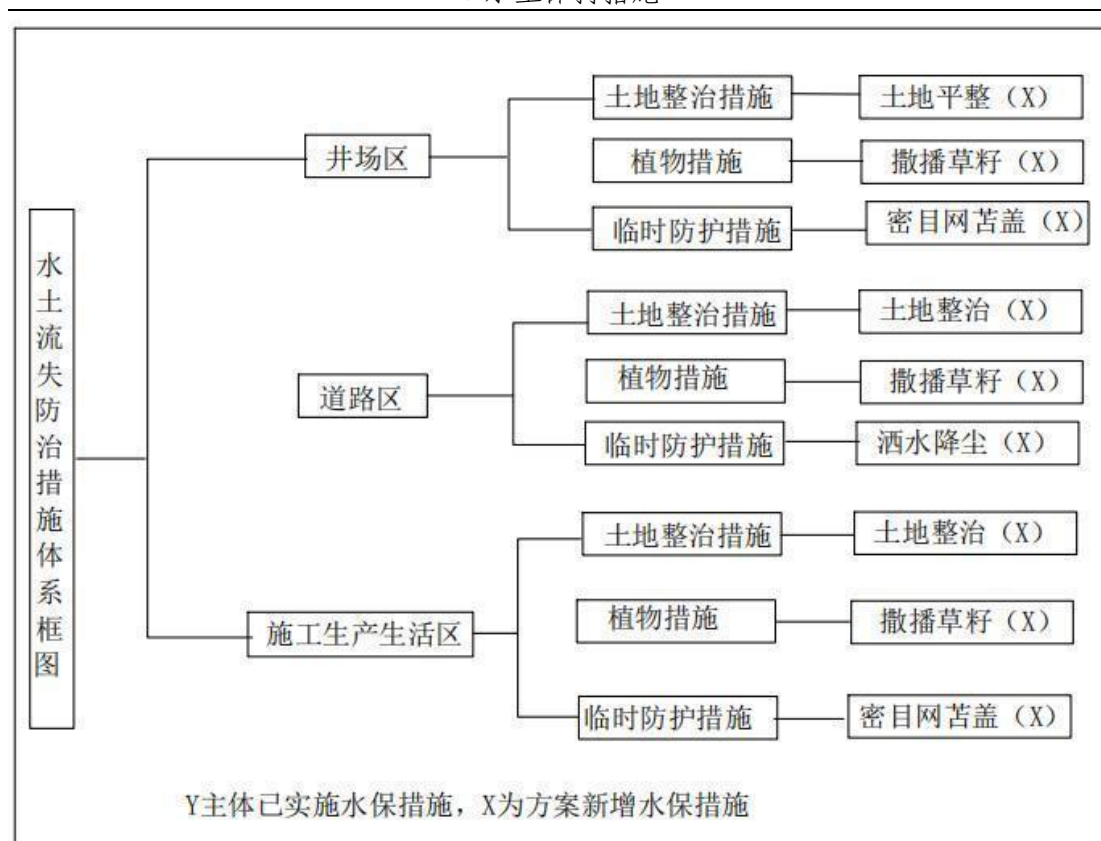 水土流失防治措施体系框图
井场区
土地整治措施
土地平整（X）
植物措施
撒播草籽（X）
临时防护措施
密目网苫盖（X）
道路区
土地整治措施
土地整治（X）
植物措施
撒播草籽（X）
临时防护措施
洒水降尘（X）
施工生产生活区
土地整治措施
土地整治（X）
植物措施
撒播草籽（X）
临时防护措施
密目网苫盖（X）
Y主体已实施水保措施，X为方案新增水保措施